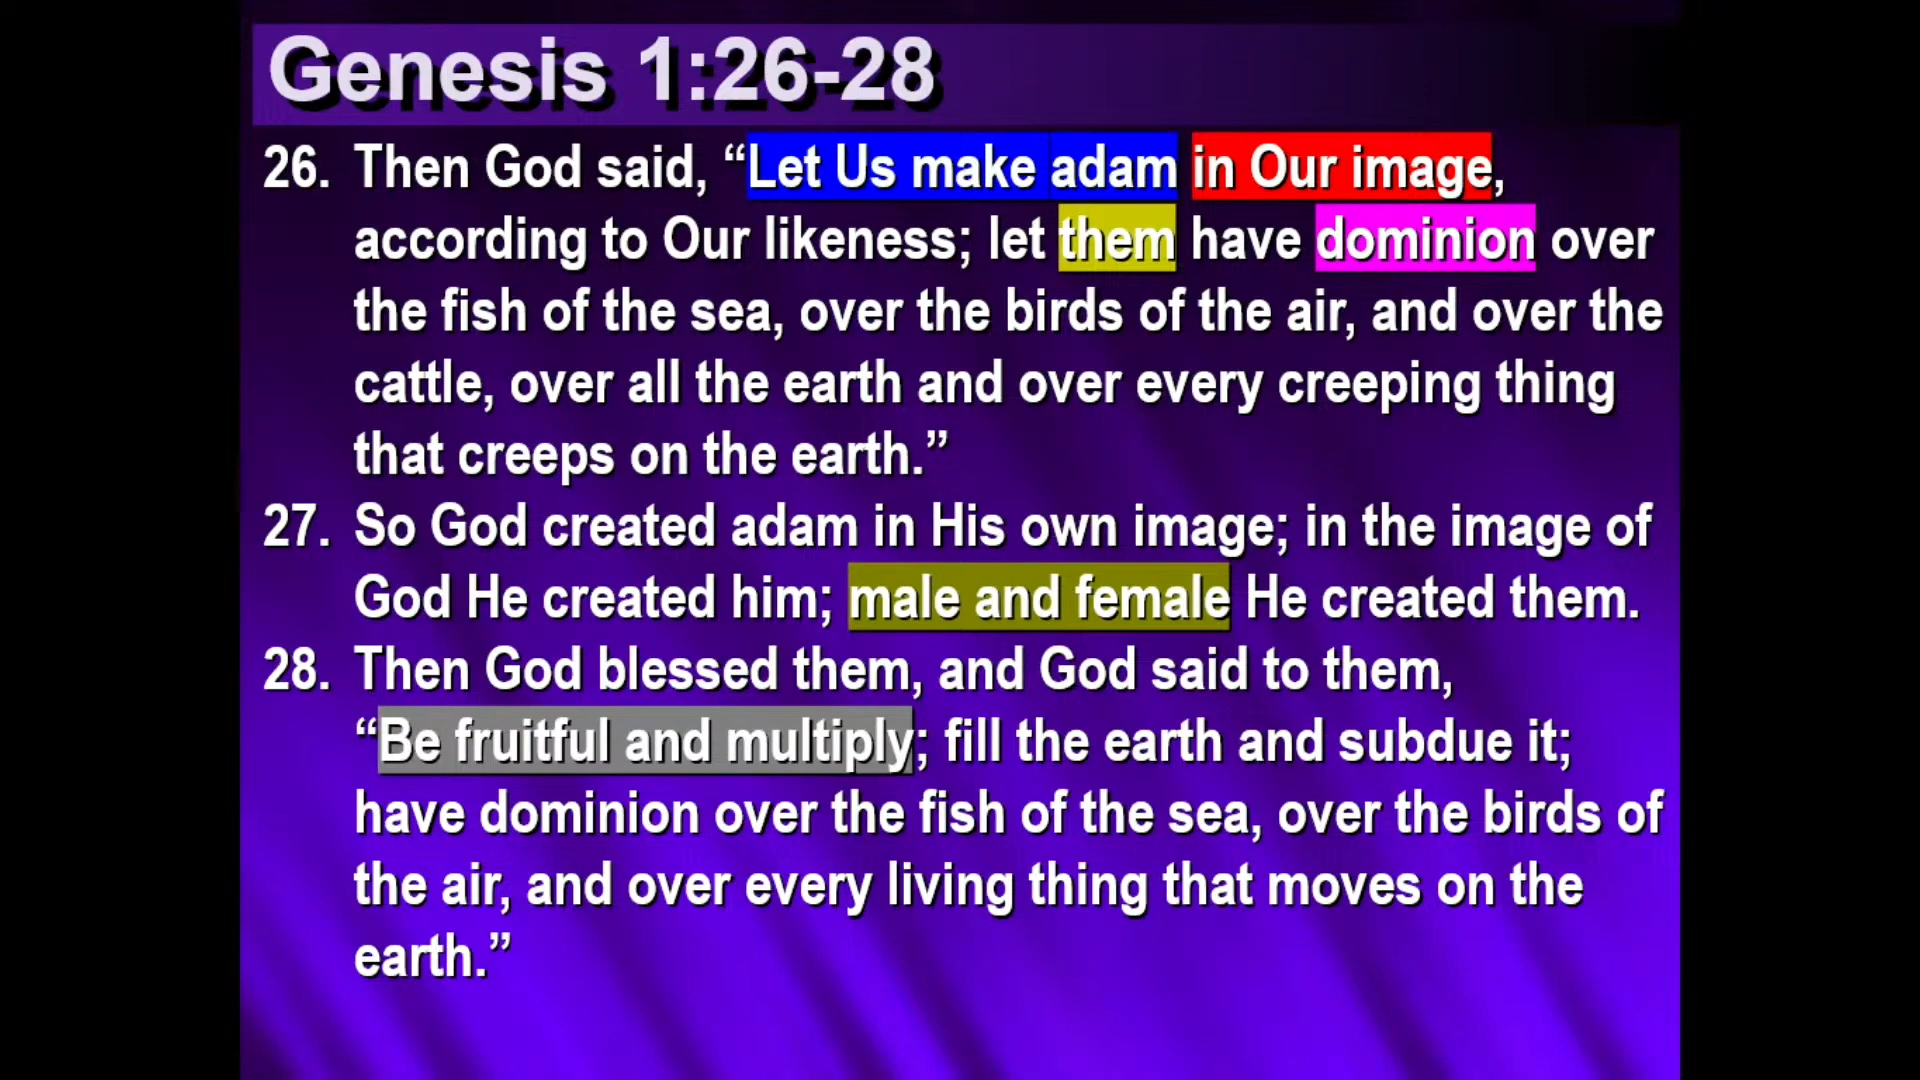 Genesis 1:26-28
26. Then God said, “Let Us make adam in Our image,
according to Our likeness; let them have dominion over
the fish of the sea, over the birds of the air, and over the
cattle, over all the earth and over every creeping thing
that creeps on the earth.”
27. So God created adam in His own image; in the image of
God He created him; male and female He created them.
28. Then God blessed them, and God said to them,
“Be fruitful and multiply; fill the earth and subdue it;
have dominion over the fish of the sea, over the birds of
the air, and over every living thing that moves on the
earth.”